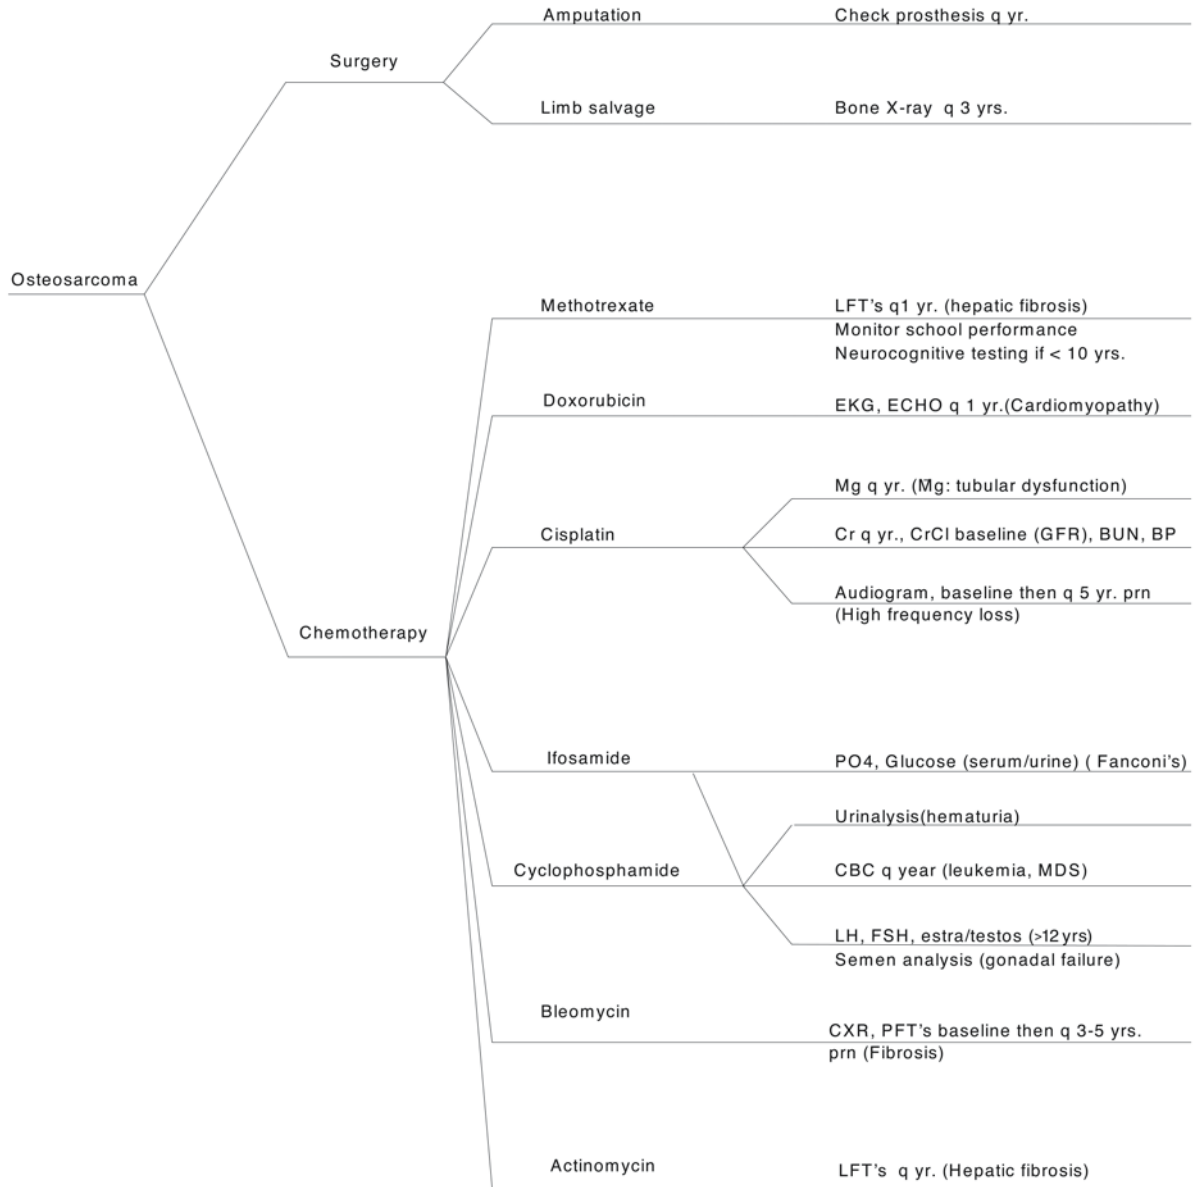 Amputation
Check prosthesis q yr.
Surgery
Limb salvage
Bone X-ray q 3 yrs.
Osteosarcoma
Methotrexate
LFT's q1 yr. (hepatic fibrosis)
Monitor school performance
Neurocognitive testing if < 10 yrs.
Doxorubicin
EKG, ECHO q 1 yr.(Cardiomyopathy)
Mg q yr. (Mg: tubular dysfunction)
Cisplatin
Cr q yr., CrCl baseline (GFR), BUN, BP
Audiogram, baseline then q 5 yr. prn
(High frequency loss)
Chemotherapy
Ifosamide
PO4, Glucose (serum/urine) ( Fanconi's)
Urinalysis(hematuria)
Cyclophosphamide
CBC q year (leukemia, MDS)
LH, FSH, estra/testos (>12 yrs)
Semen analysis (gonadal failure)
Bleomycin
CXR, PFT's baseline then q 3-5 yrs.
prn (Fibrosis)
Actinomycin
LFT's q yr. (Hepatic fibrosis)